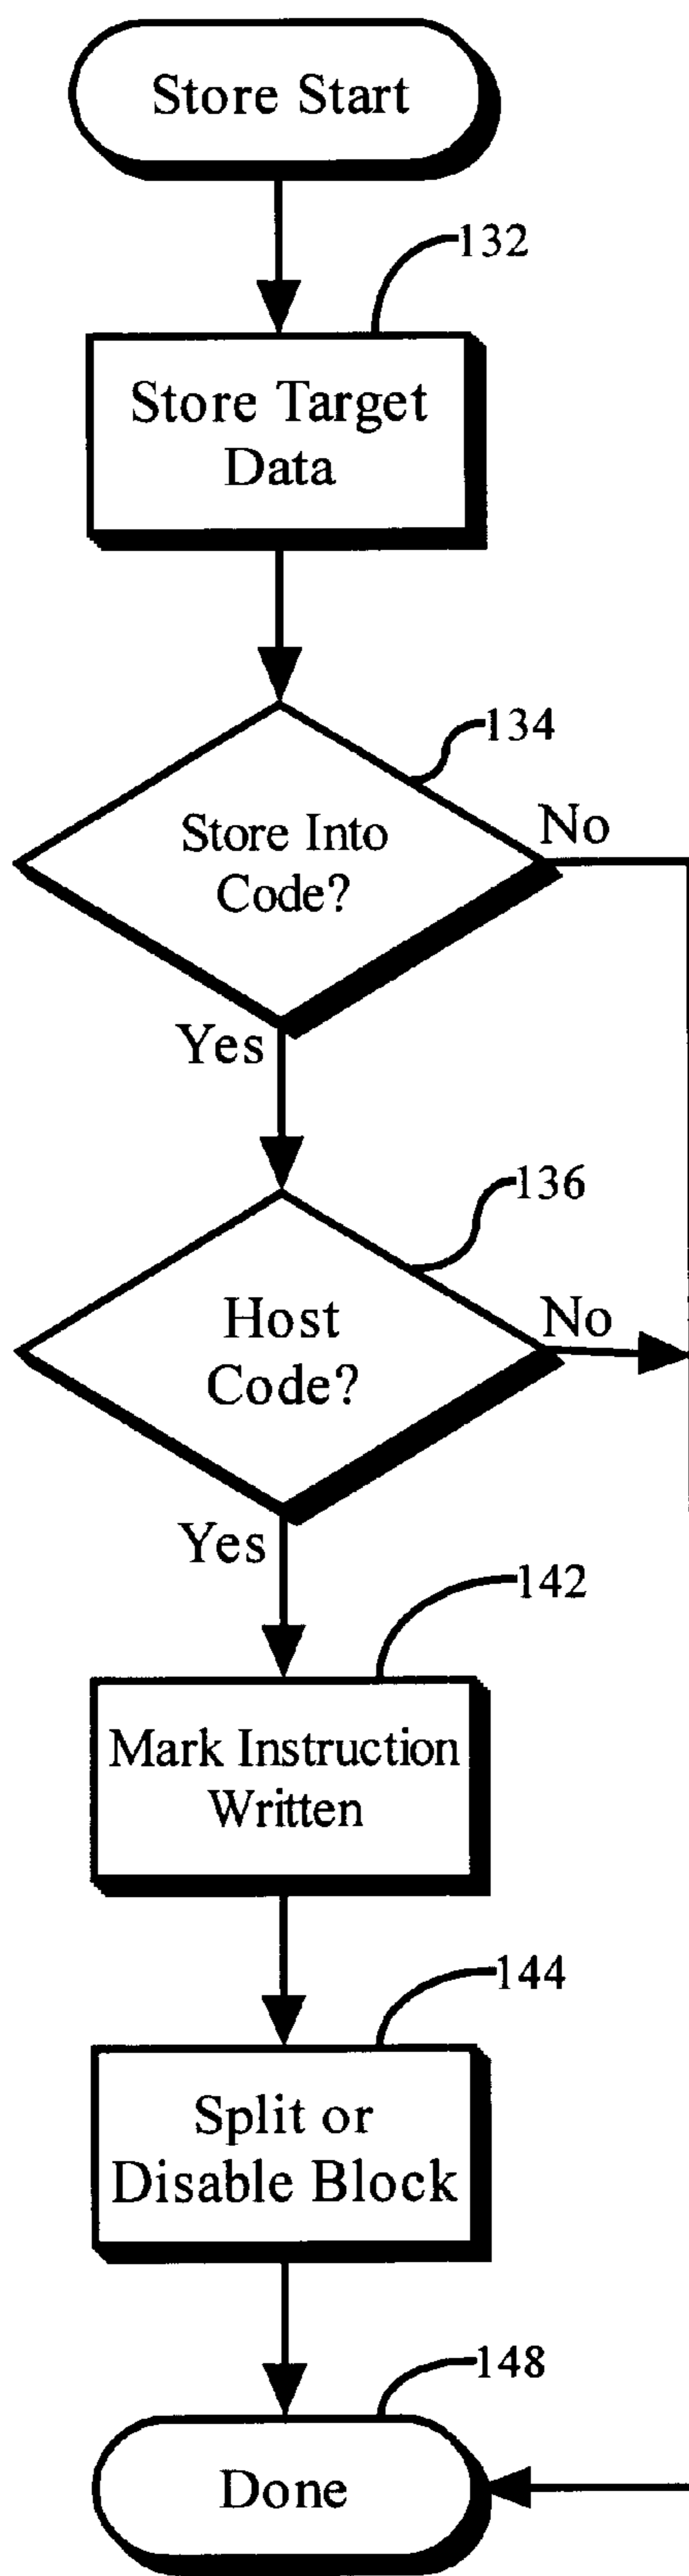 Store Start
132
Store Target
Data
134
Store Into
Code?
No
Yes
136
Host
Code?
No
Yes
142
Mark Instruction
Written
144
Split or
Disable Block
148
Done